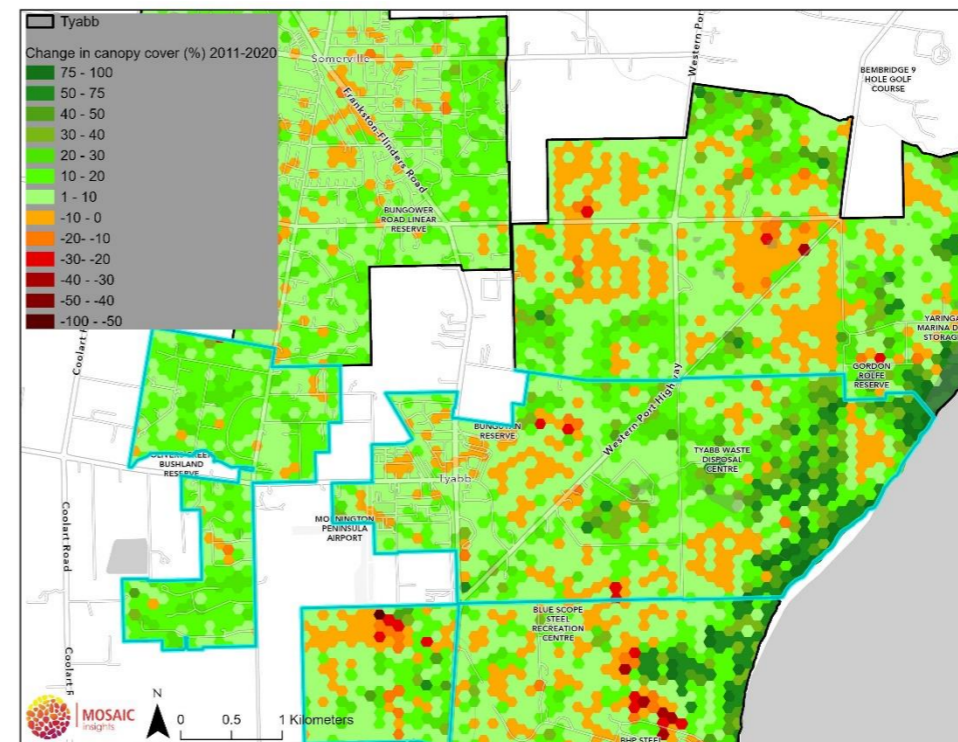 Tyabb
Change in canopy cover (%) 2011-2020
75 - 100
50 - 75
40 - 50
30 - 40
20 - 30
10 - 20
1 - 10
-10 - 0
-20- -10
-30 - -20
-40 - -30
-50 - -40
-100 - -50
Somerville
Frankston-Flinders Road
BUNGOWER
ROAD LINEAR
RESERVE
Western Port
BEMBRIDGE 9
HOLE GOLF
COURSE
YARINGA
MARINA D
STORAG
GORDON
ROLFE
RESERVE
Western Port Highway
RESERVE
TYABB WASTE
DISPOSAL
CENTRE
Tyabb
BUSHLAND
RESERVE
MORNINGTON
PENINSULA
AIRPORT
Coolart Road
BLUE SCOPE
STEEL
RECREATION
CENTRE
BHP STEEL
MOSAIC
insights
N
0 0.5 1 Kilometers